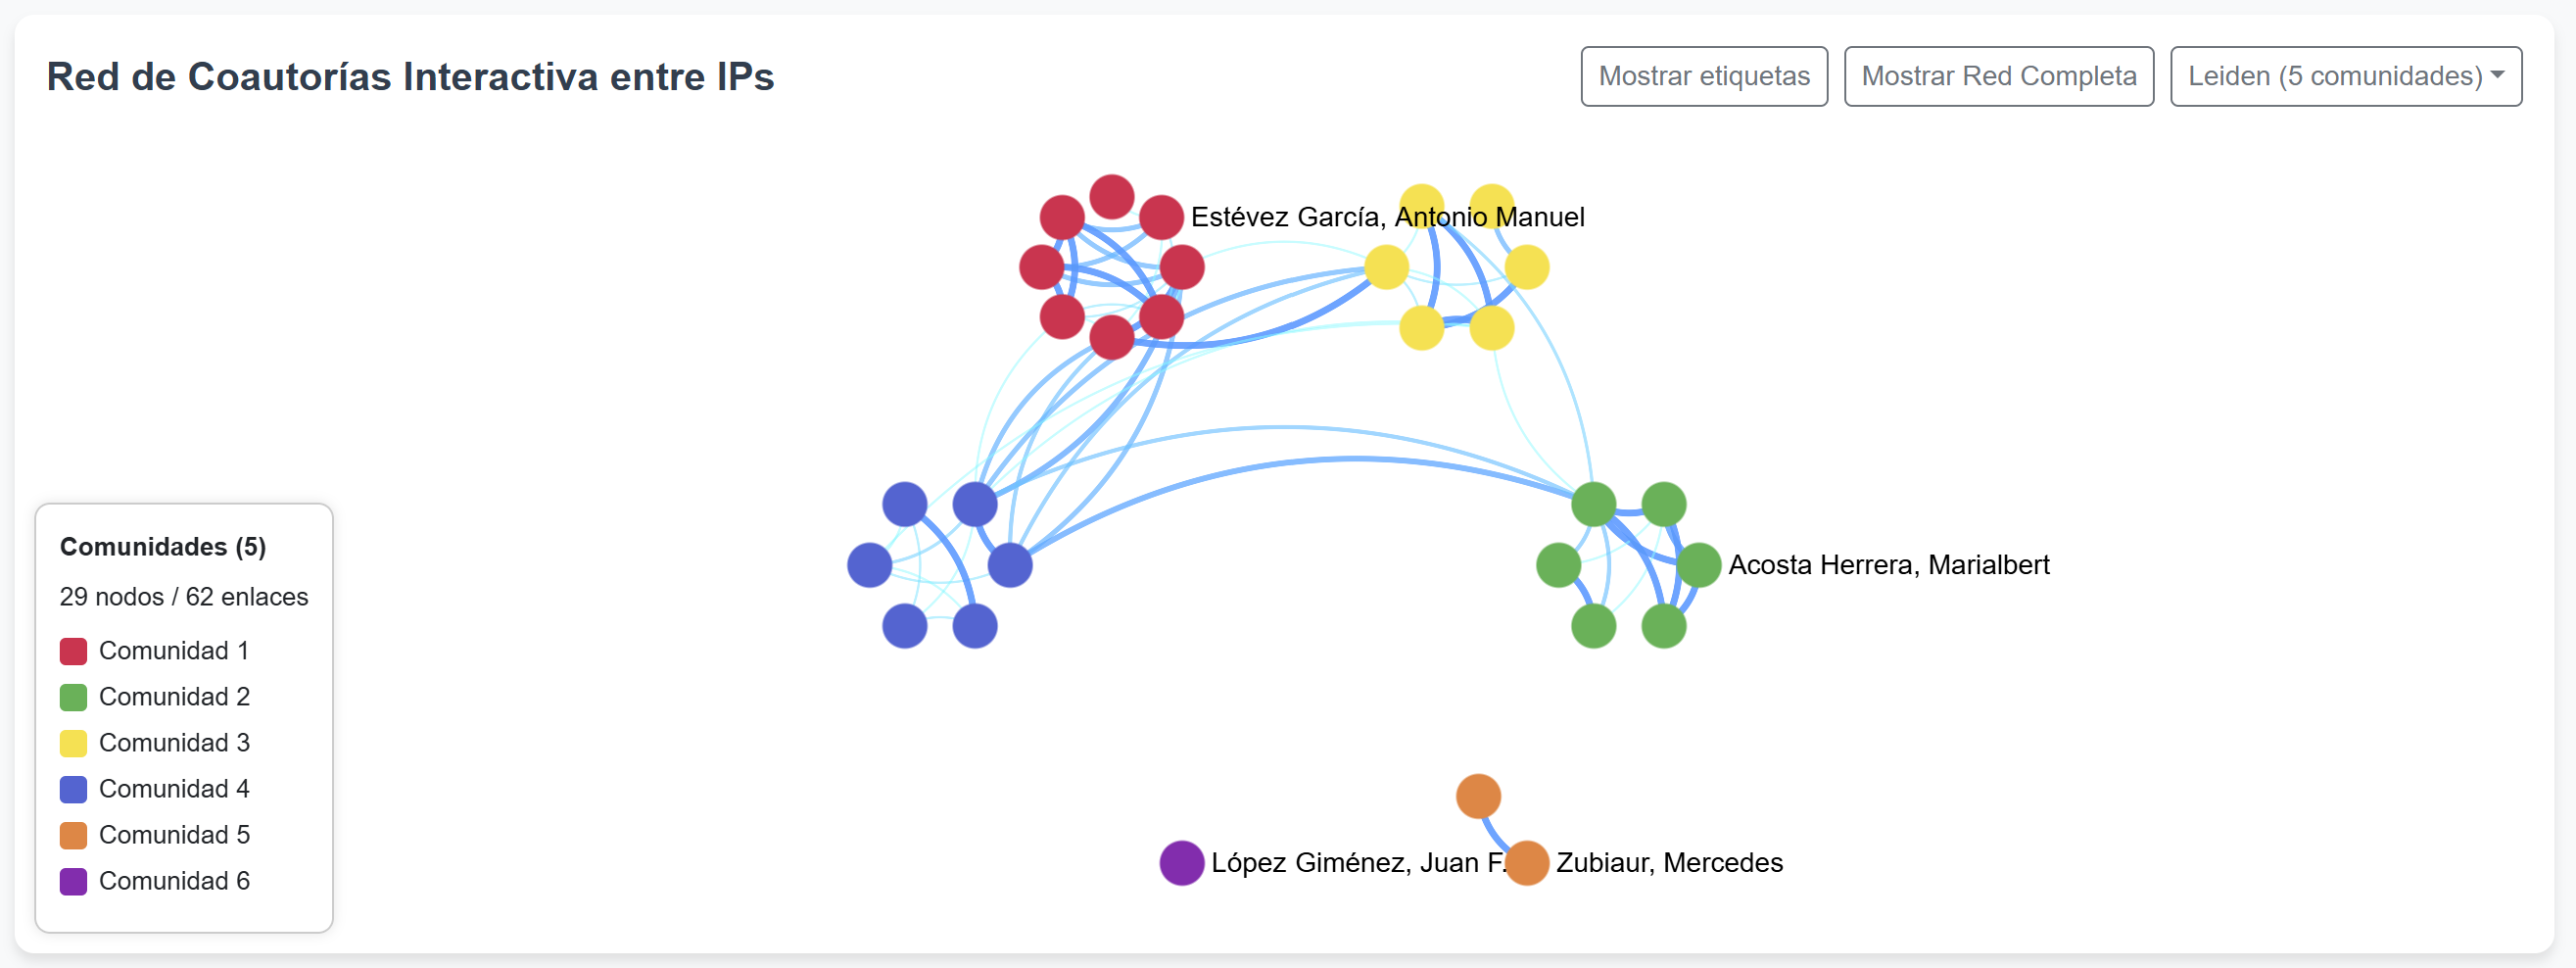 Red de Coautorías Interactiva entre IPs
Mostrar etiquetas
Mostrar Red Completa
Leiden (5 comunidades)
Estévez García, Antonio Manuel
Acosta Herrera, Marialbert
Comunidades (5)
29 nodos / 62 enlaces
Comunidad 1
Comunidad 2
Comunidad 3
Comunidad 4
Comunidad 5
Comunidad 6
López Giménez, Juan F.
Zubiaur, Mercedes